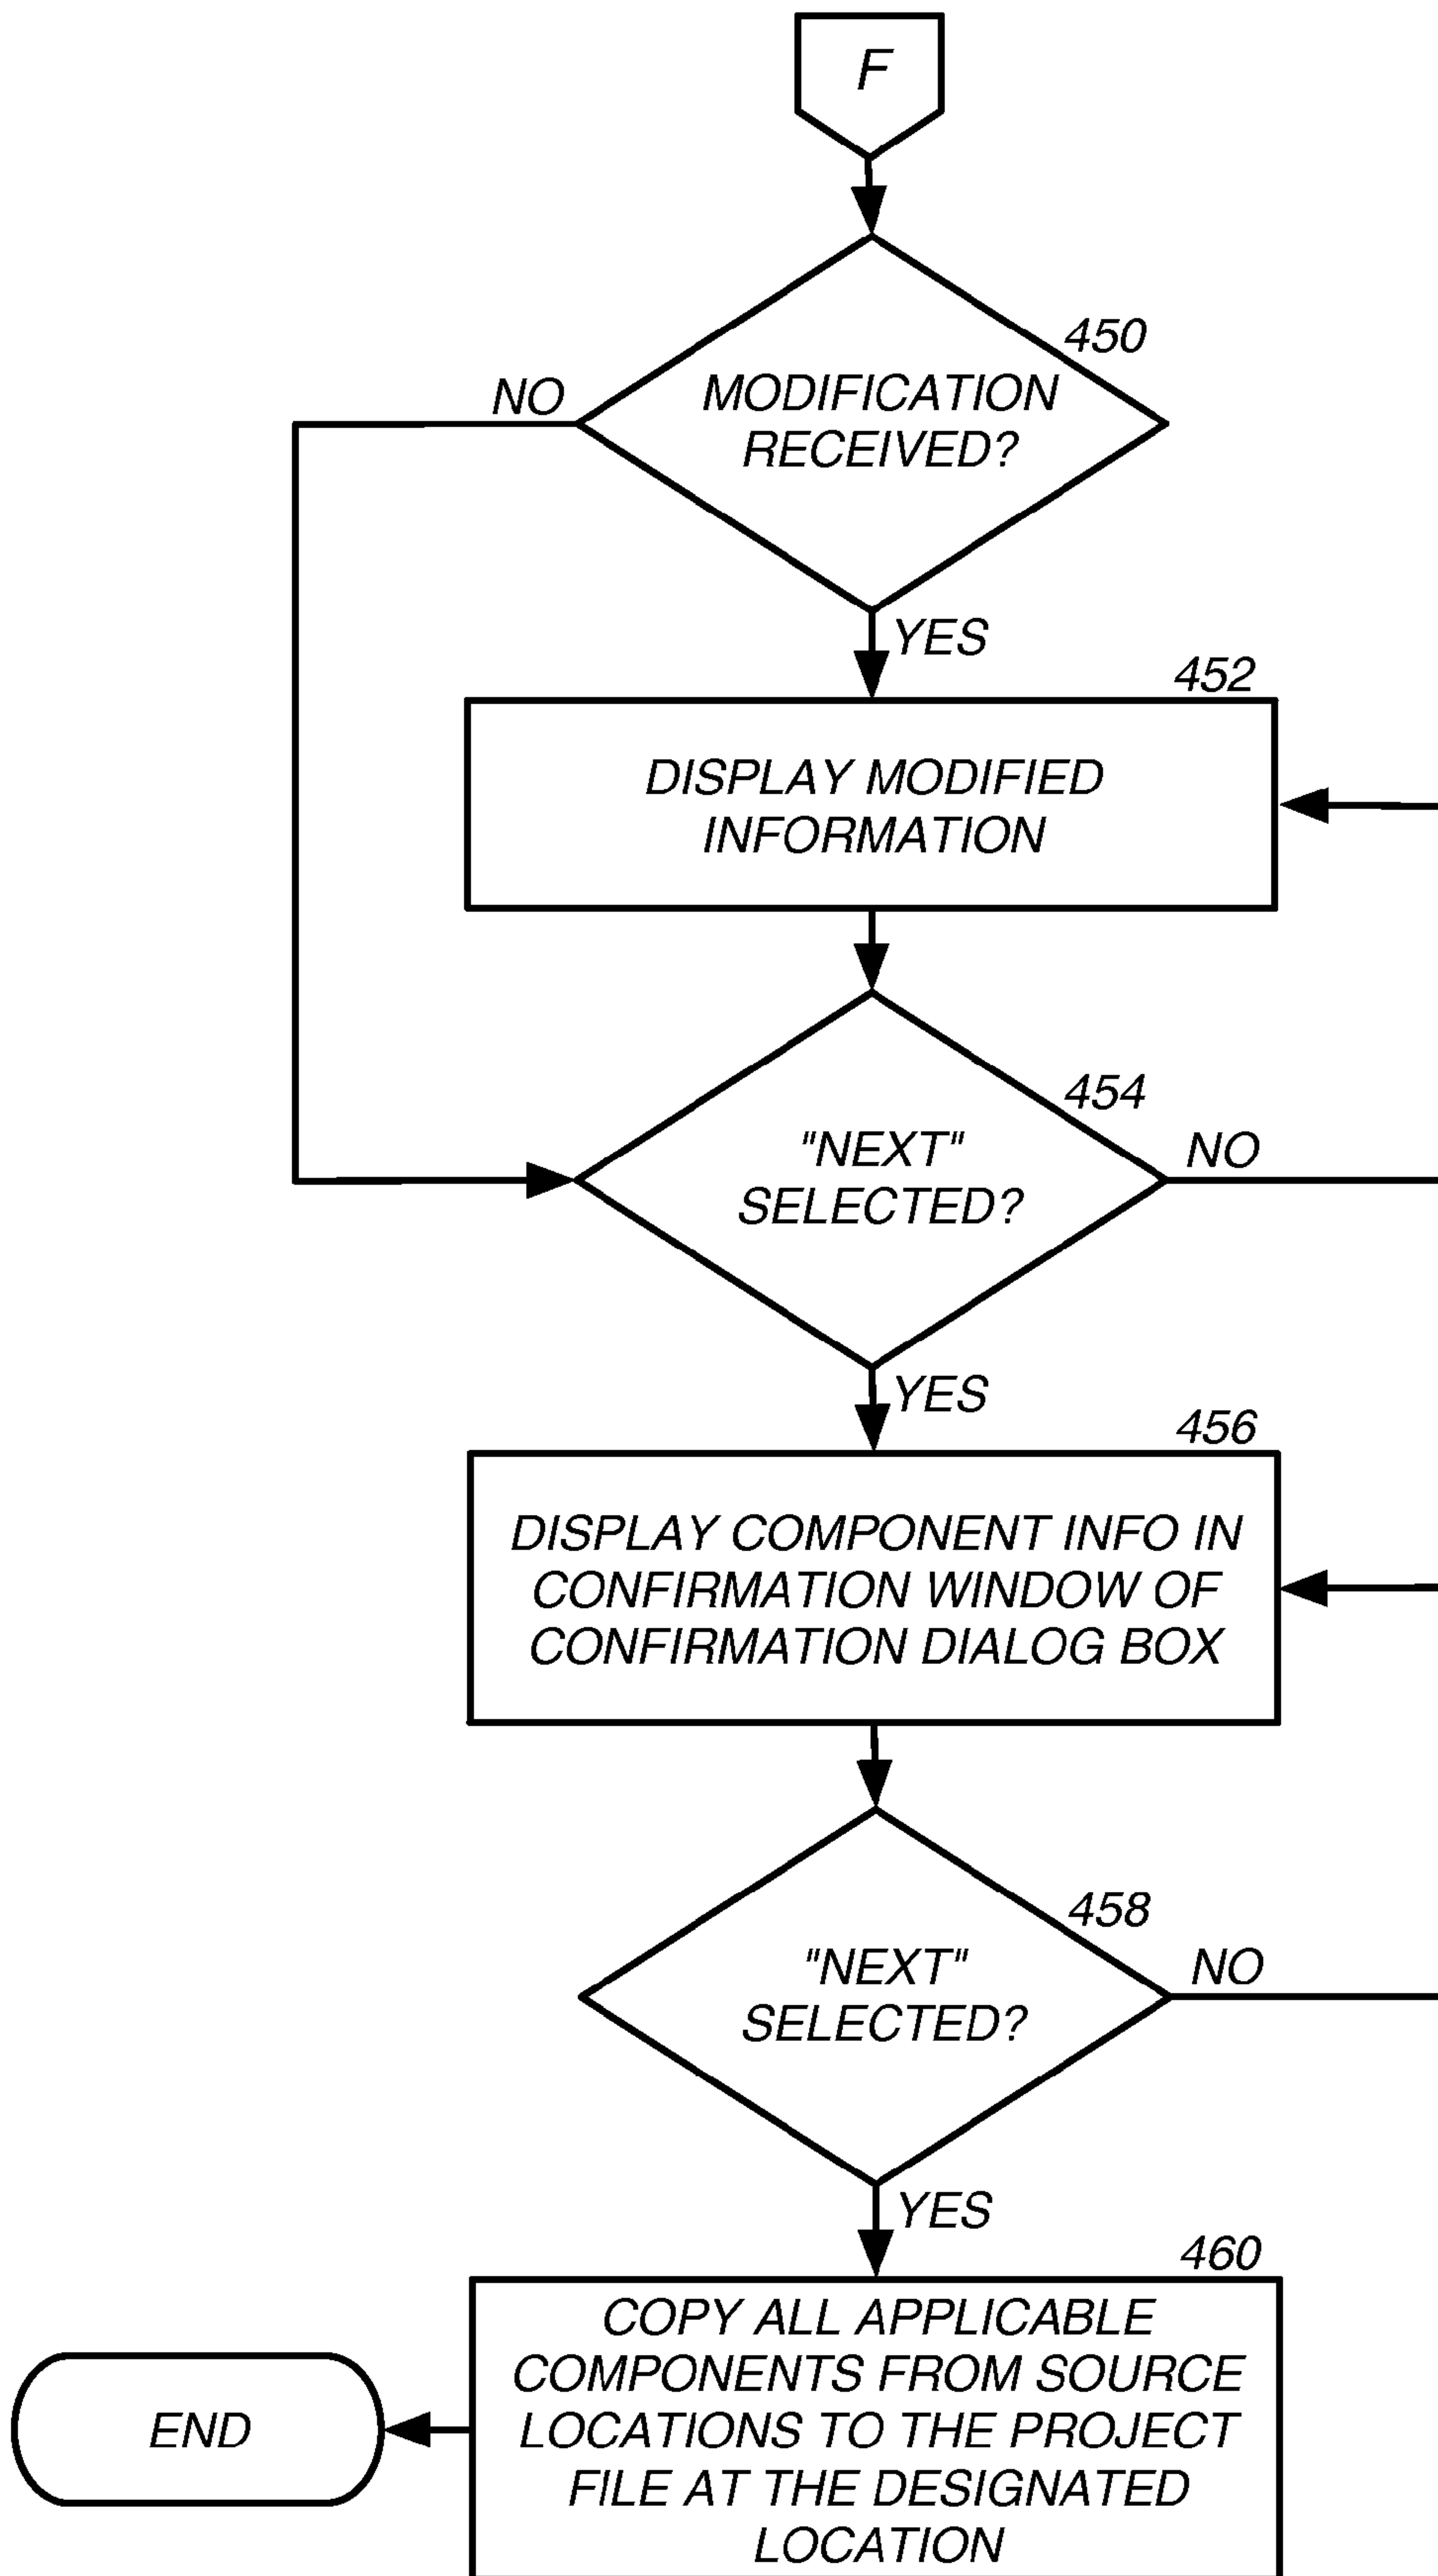 F
450
NO
MODIFICATION
RECEIVED?
YES
452
DISPLAY MODIFIED
INFORMATION
454
"NEXT"
SELECTED?
NO
YES
456
DISPLAY COMPONENT INFO IN
CONFIRMATION WINDOW OF
CONFIRMATION DIALOG BOX
458
"NEXT"
SELECTED?
NO
YES
460
COPY ALL APPLICABLE
COMPONENTS FROM SOURCE
LOCATIONS TO THE PROJECT
FILE AT THE DESIGNATED
LOCATION
END